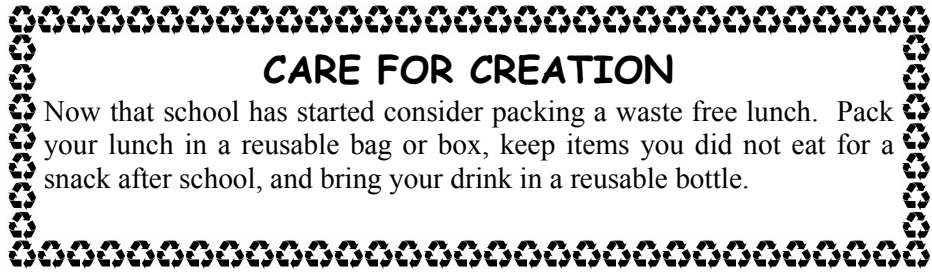 CARE FOR CREATION
Now that school has started consider packing a waste free lunch.  Pack
your lunch in a reusable bag or box, keep items you did not eat for a
snack after school, and bring your drink in a reusable bottle.